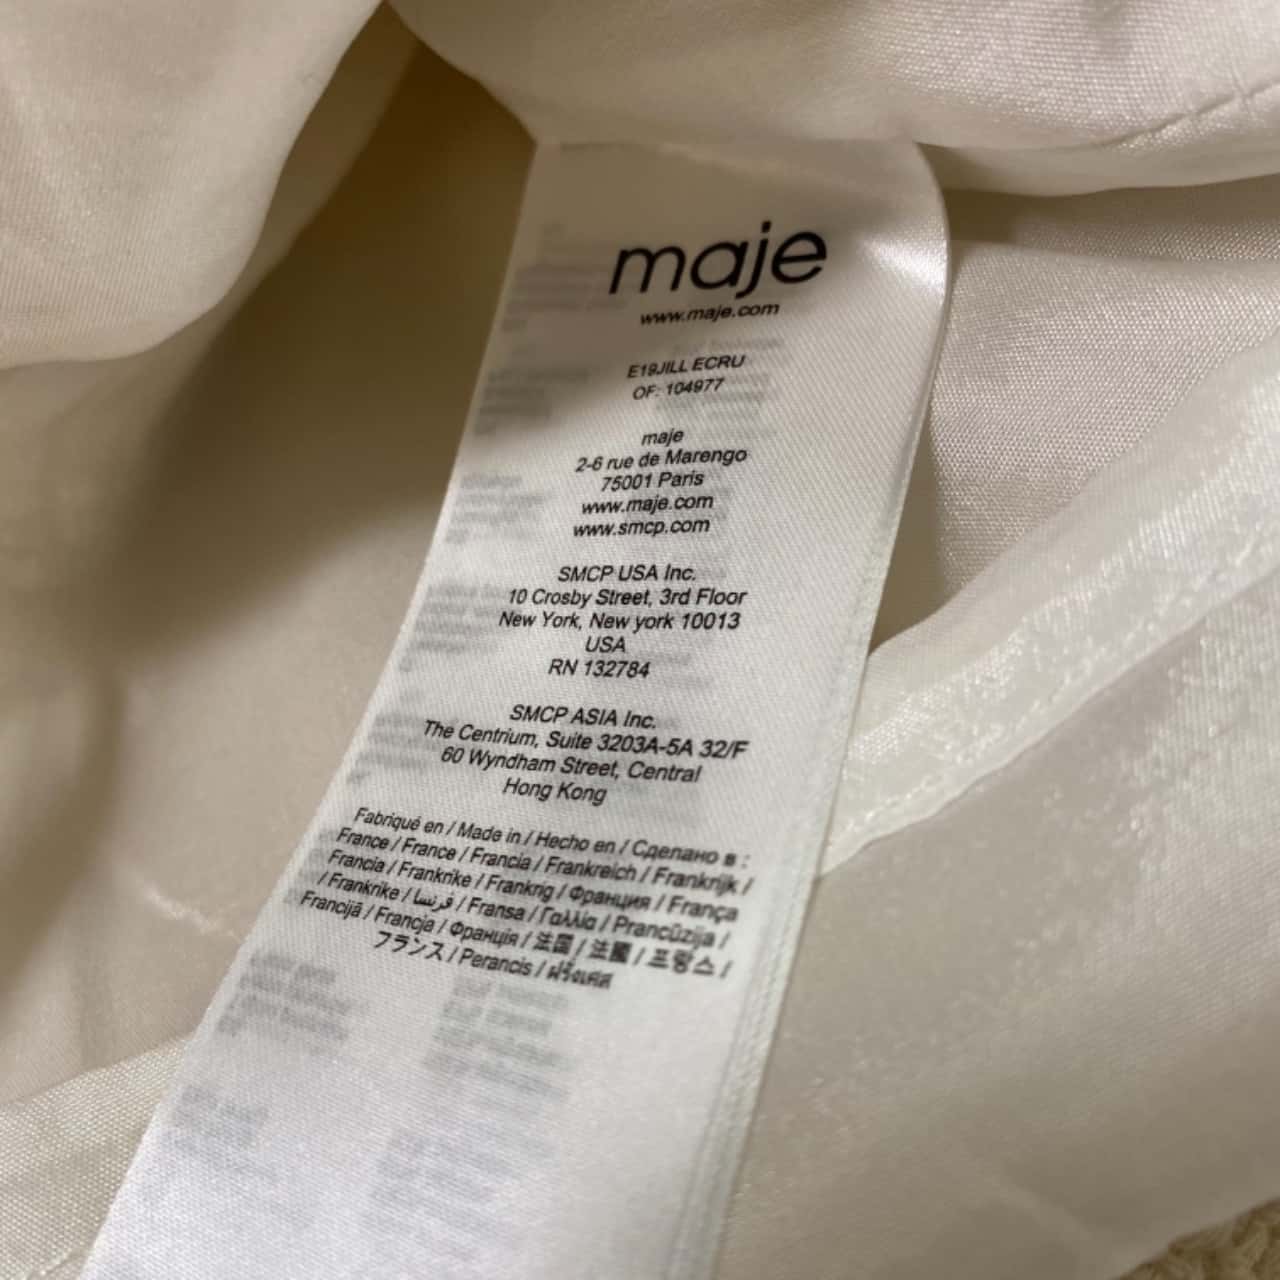 maje
www.maje.com
E19JILL ECRU
OF: 104977
maje
2-6 rue de Marengo
75001 Paris
www.maje.com
www.smcp.com
SMCP USA Inc.
10 Crosby Street, 3rd Floor
New York, New york 10013
USA
RN 132784
SMCP ASIA Inc.
The Centrium, Suite 3203A-5A 32/F
60 Wyndham Street, Central
Hong Kong
Fabriqué en / Made in / Hecho en / Сделано в :
France / France / Francia / Frankreich / Frankrijk /
Francia / Frankrike / Frankrig / Франция / França
/ Frankrike / فرنسا / Fransa / Γαλλία / Prancūzija /
Francijā / Francja / Франція / 法国 / 法國 / 프랑스 /
フランス / Perancis / ฝรั่งเศส